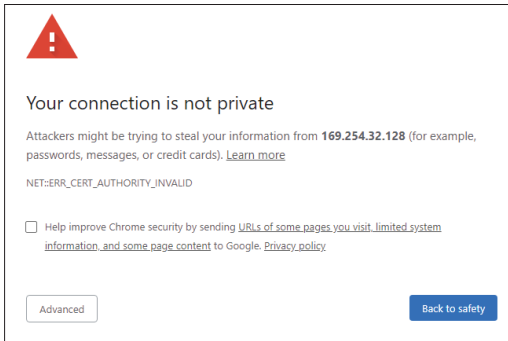 Your connection is not private
Attackers might be trying to steal your information from 169.254.32.128 (for example,
passwords, messages, or credit cards). Learn more
NET::ERR_CERT_AUTHORITY_INVALID
Help improve Chrome security by sending URLs of some pages you visit, limited system
information, and some page content to Google. Privacy policy
Advanced
Back to safety